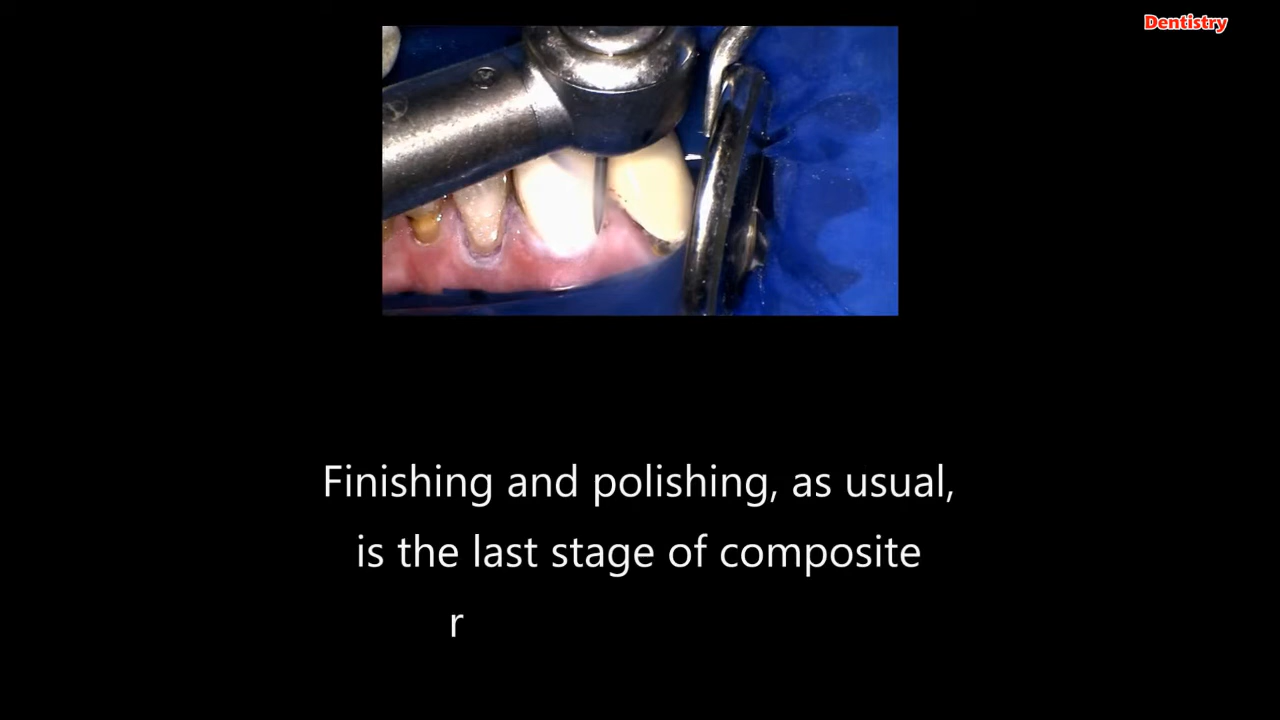 Dentistry
Finishing and polishing, as usual,
is the last stage of composite
r